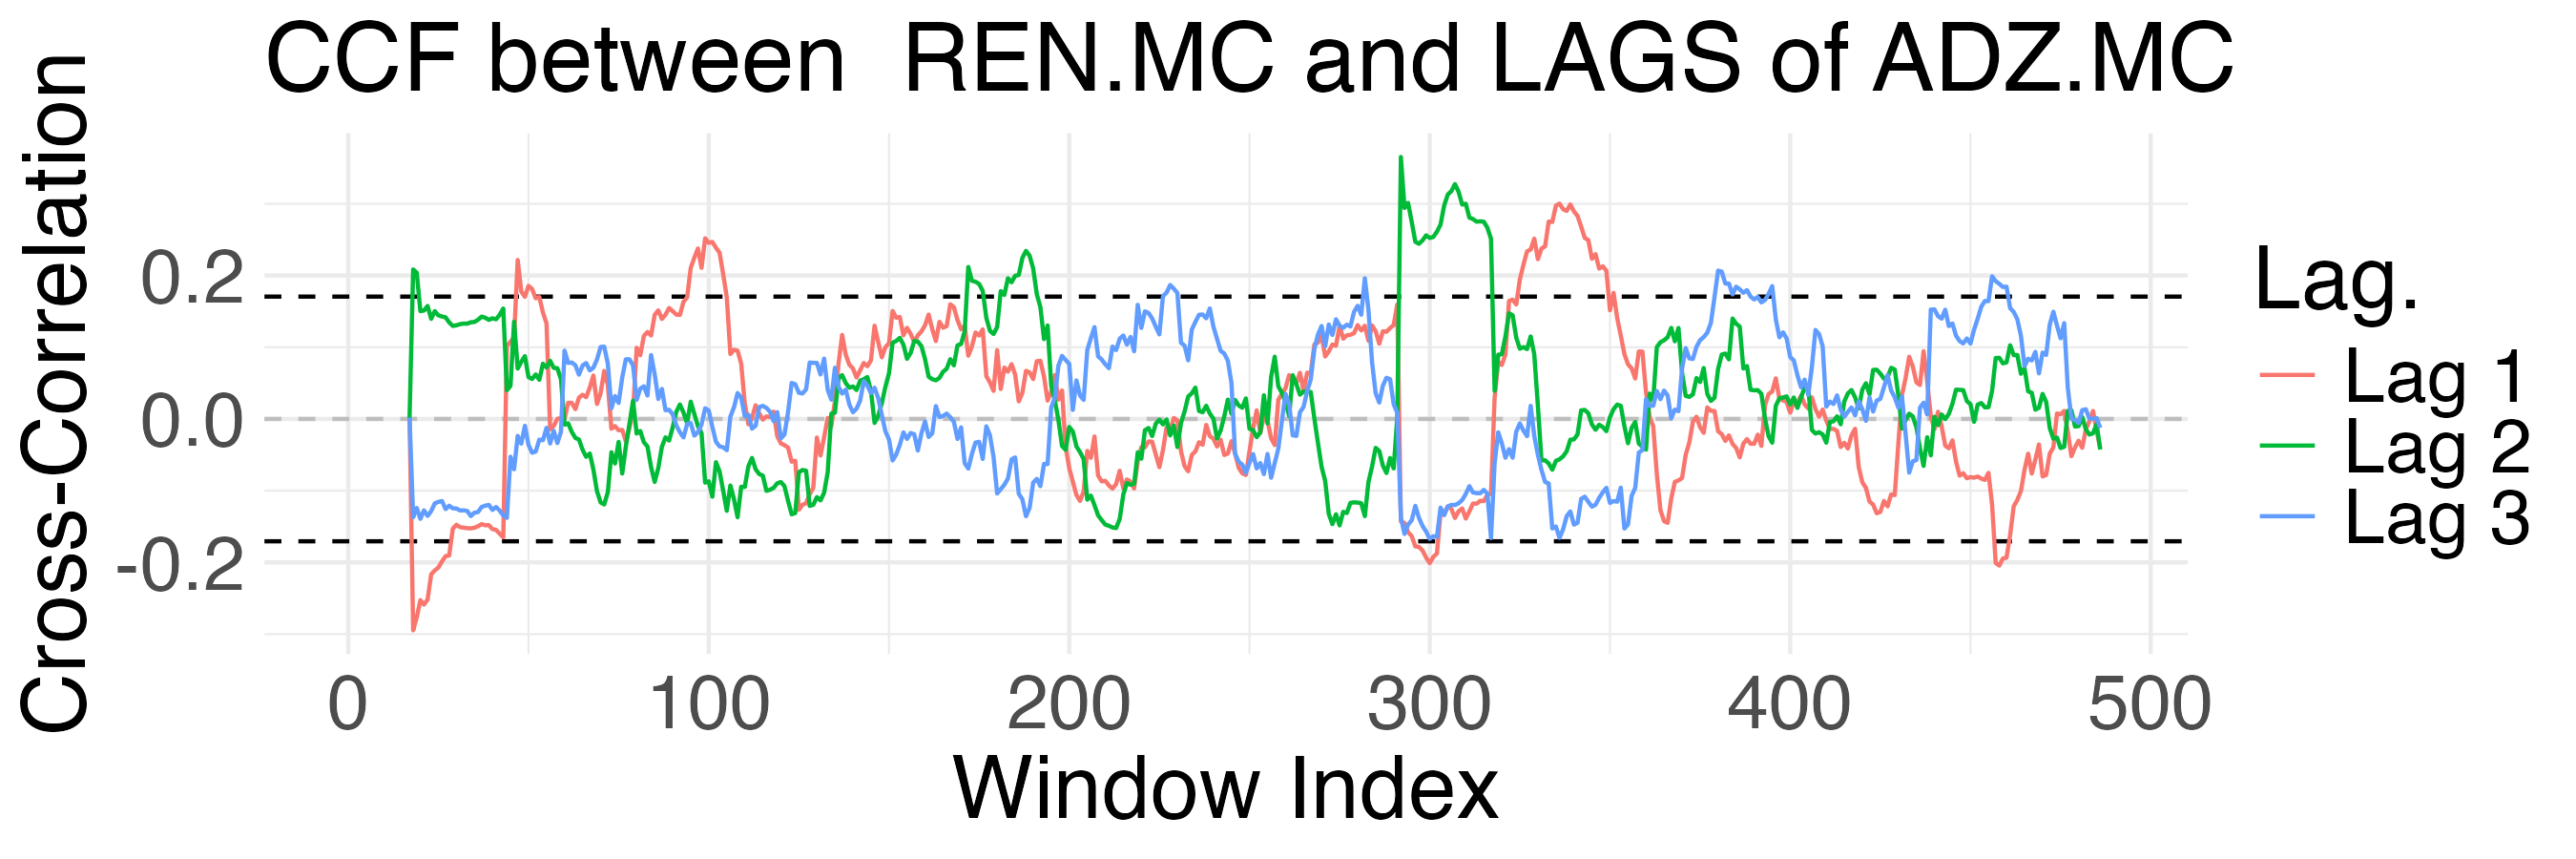 CCF between  REN.MC and LAGS of ADZ.MC
Cross-Correlation
0.2
0.0
-0.2
0 100 200 300 400 500
Window Index
Lag.
Lag 1
Lag 2
Lag 3